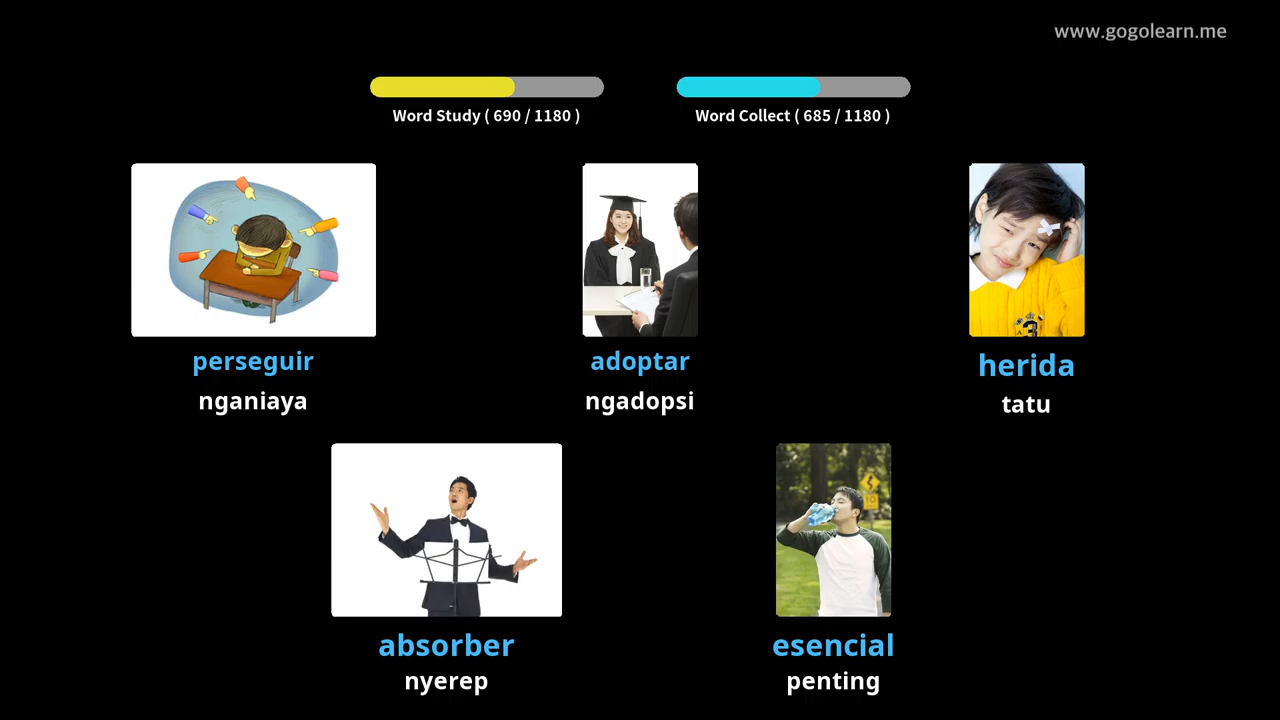 www.gogolearn.me
Word Study ( 690 / 1180 )
Word Collect ( 685 / 1180 )
perseguir
nganiaya
adoptar
ngadopsi
herida
tatu
absorber
nyerep
esencial
penting